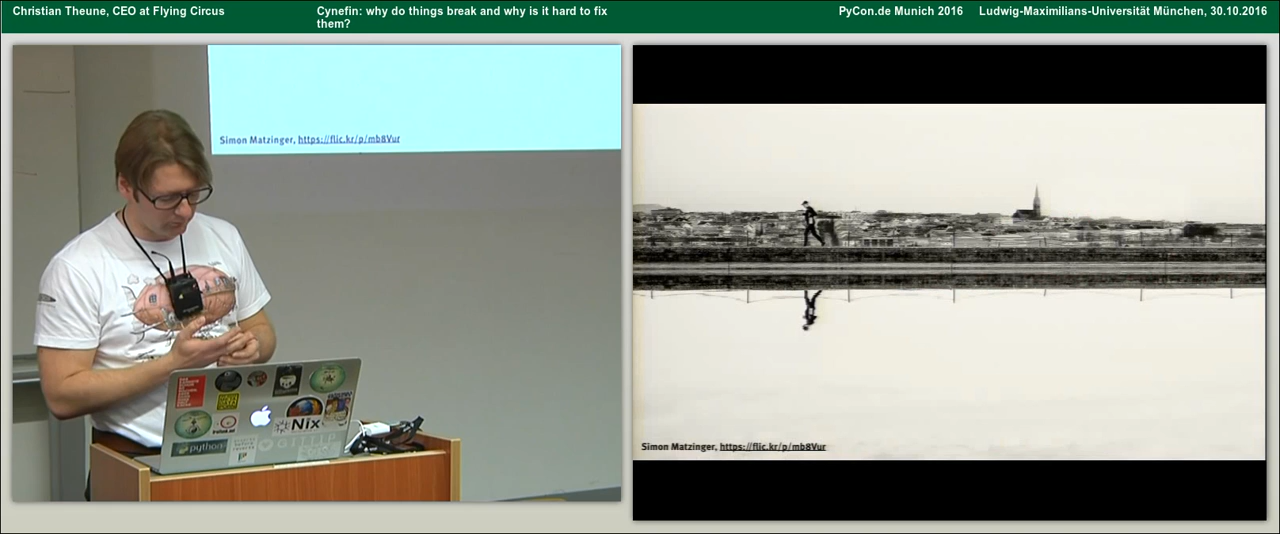 Christian Theune, CEO at Flying Circus
Cynefin: why do things break and why is it hard to fix
them?
PyCon.de Munich 2016
Ludwig-Maximilians-Universität München, 30.10.2016
Simon Matzinger, https://flic.kr/p/mb8Vur
Nix
python
GITTIP
Simon Matzinger, https://flic.kr/p/mb8Vur